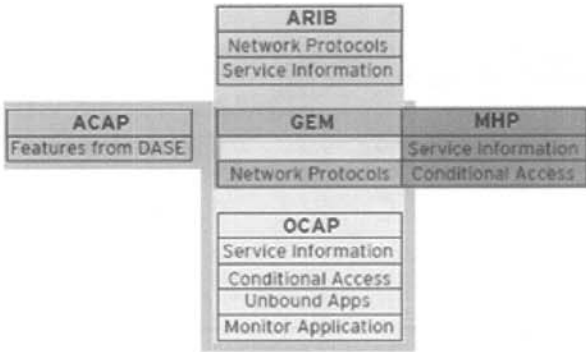 ARIB
Network Protocols
Service Information
ACAP
Features from DASE
GEM
Network Protocols
MHP
Service Information
Conditional Access
OCAP
Service Information
Conditional Access
Unbound Apps
Monitor Application